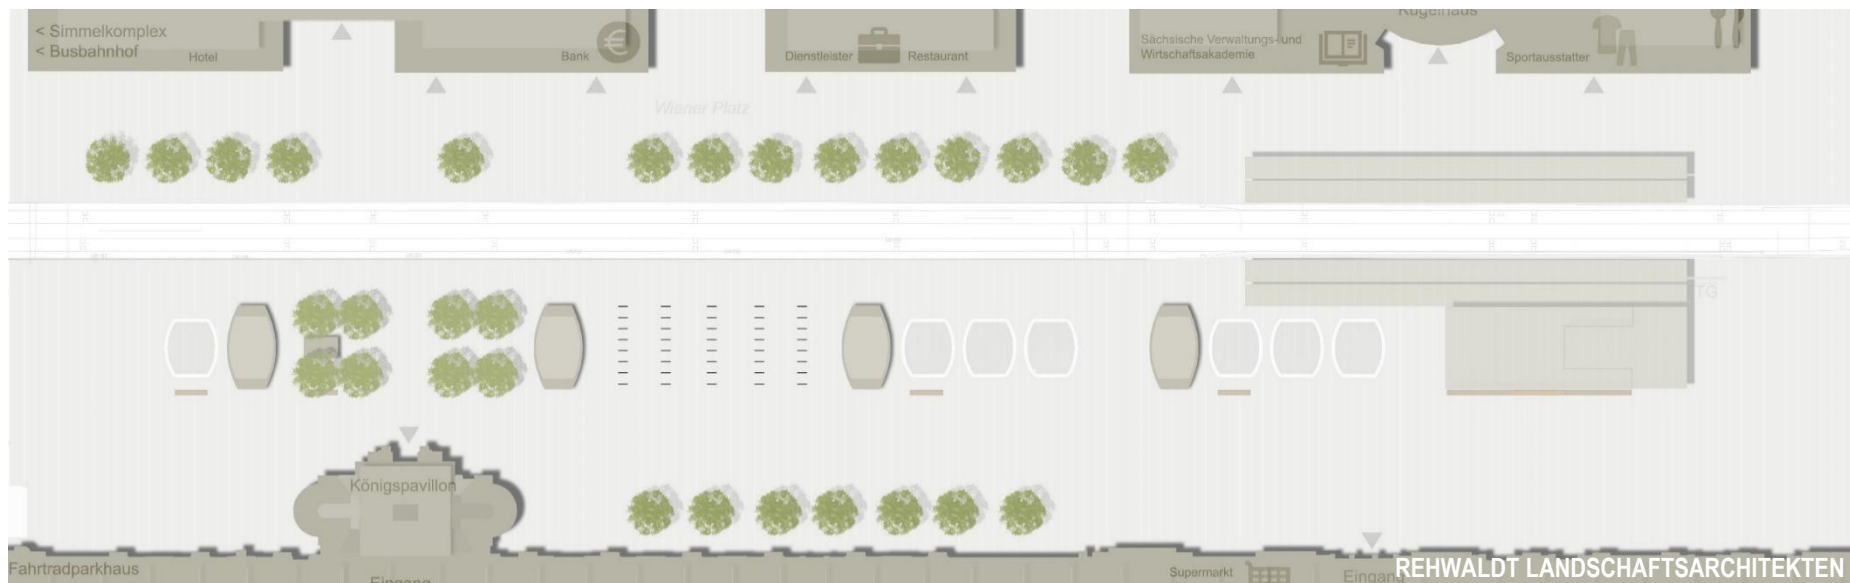 < Simmelkomplex
< Busbahnhof
Hotel
Bank
Dienstleister
Restaurant
Sächsische Verwaltungs- und
Wirtschaftsakademie
Kugelhaus
Sportausstatter
Wiener Platz
TG
Königspavillon
Fahrtradparkhaus
Eingang
Supermarkt
Eingang
REHWALDT LANDSCHAFTSARCHITEKTEN